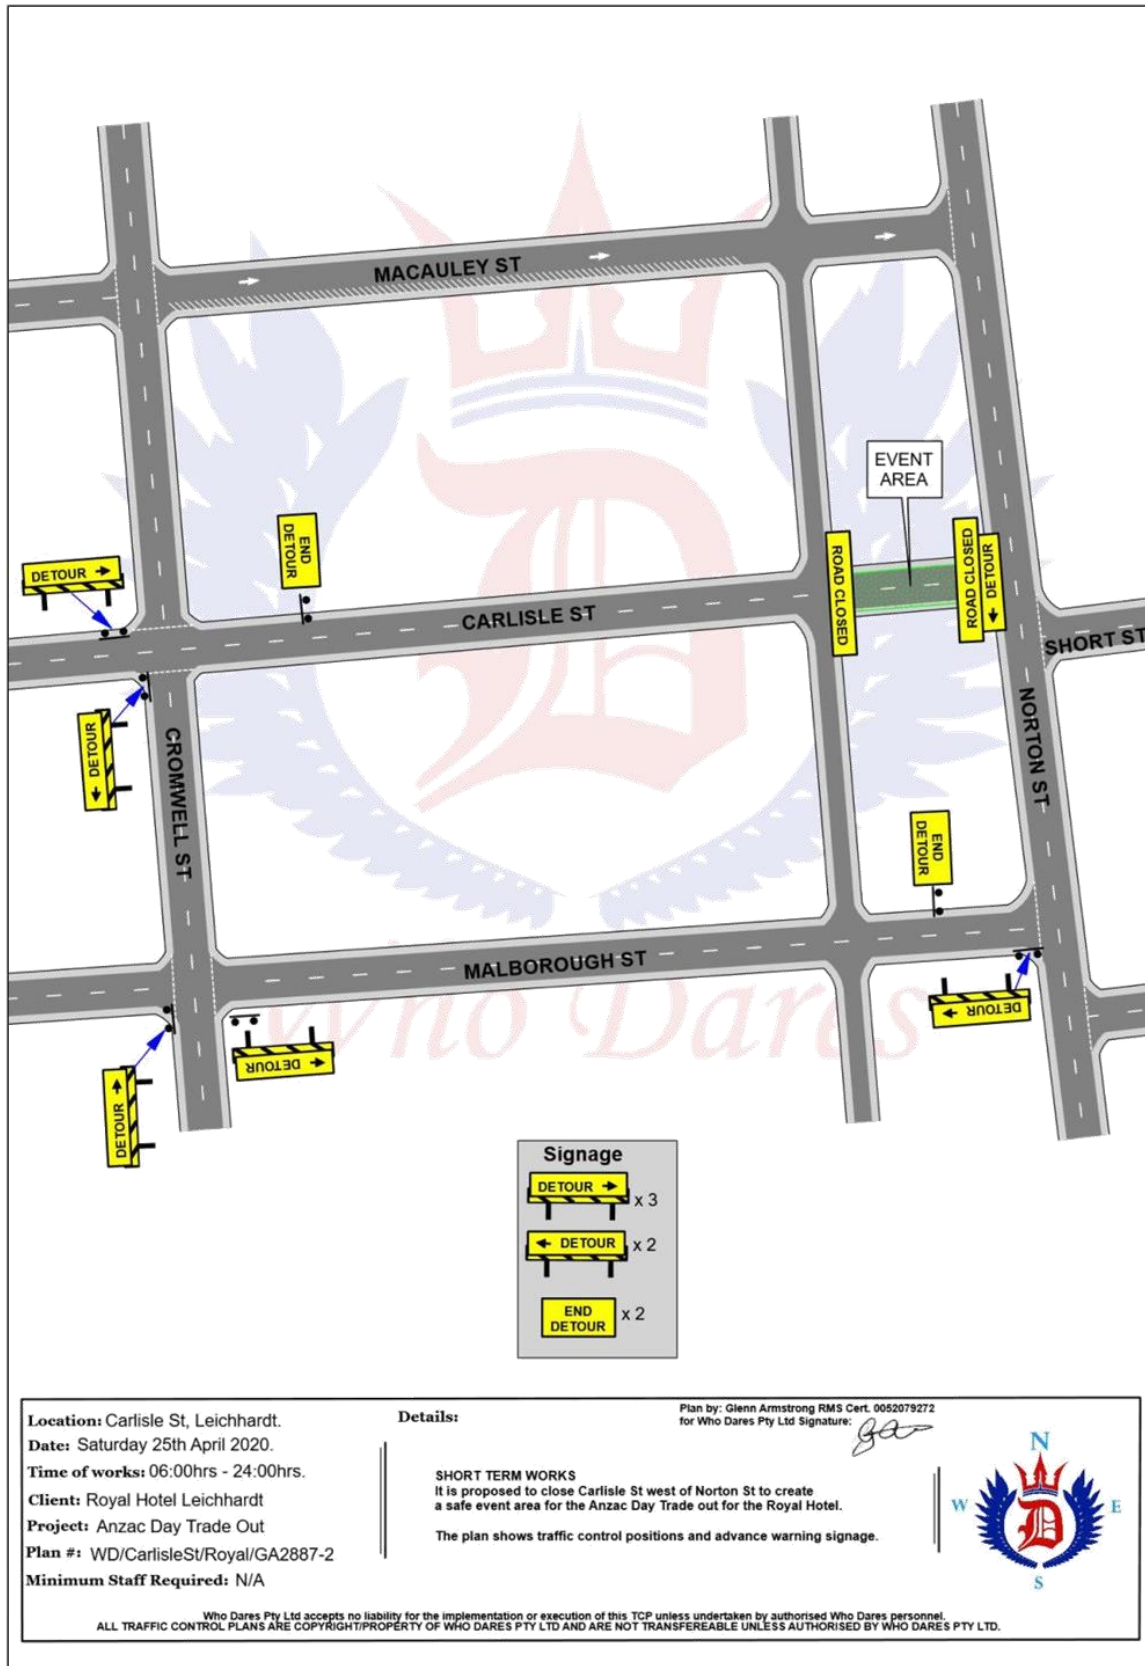 MACAULEY ST
EVENT
AREA
END
DETOUR
DETOUR
ROAD CLOSED
ROAD CLOSED
DETOUR
CARLISLE ST
SHORT ST
DETOUR
CROMWELL ST
NORTON ST
END
DETOUR
MALBOROUGH ST
who Dares
DETOUR
DETOUR
DETOUR
D
Signage
DETOUR x 3
DETOUR x 2
END
DETOUR x 2
Location: Carlisle St, Leichhardt.
Date: Saturday 25th April 2020.
Time of works: 06:00hrs - 24:00hrs.
Client: Royal Hotel Leichhardt
Project: Anzac Day Trade Out
Plan #: WD/CarlisleSt/Royal/GA2887-2
Minimum Staff Required: N/A
Details:
Plan by: Glenn Armstrong RMS Cert. 0052079272
for Who Dares Pty Ltd Signature:
SHORT TERM WORKS
It is proposed to close Carlisle St west of Norton St to create
a safe event area for the Anzac Day Trade out for the Royal Hotel.
The plan shows traffic control positions and advance warning signage.
N
W
E
D
S
Who Dares Pty Ltd accepts no liability for the implementation or execution of this TCP unless undertaken by authorised Who Dares personnel.
ALL TRAFFIC CONTROL PLANS ARE COPYRIGHT/PROPERTY OF WHO DARES PTY LTD AND ARE NOT TRANSFEREABLE UNLESS AUTHORISED BY WHO DARES PTY LTD.